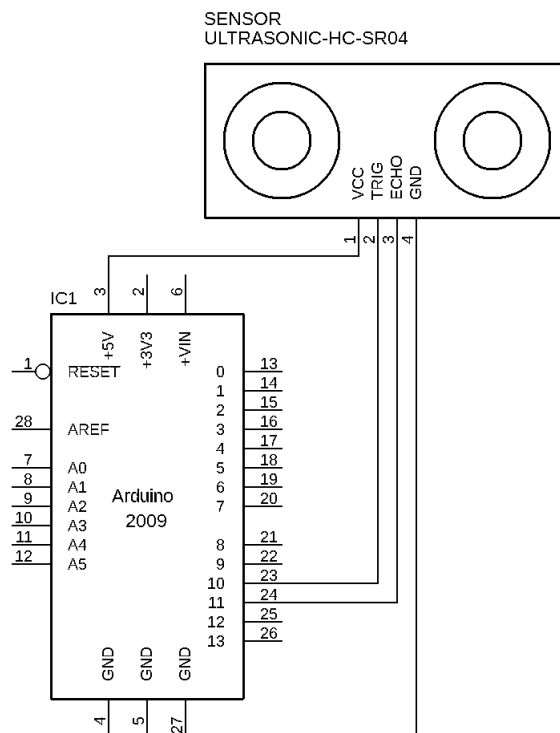 SENSOR
ULTRASONIC-HC-SR04
VCC
TRIG
ECHO
GND
1
2
3
4
IC1
3
2
6
+5V
+3V3
+VIN
1
RESET
0
13
1
14
2
15
28
AREF
3
16
4
17
7
A0
5
18
8
A1
6
19
9
A2
7
20
10
A3
11
A4
8
21
12
A5
9
22
Arduino
2009
10
23
11
24
12
25
13
26
GND
GND
GND
4
5
27